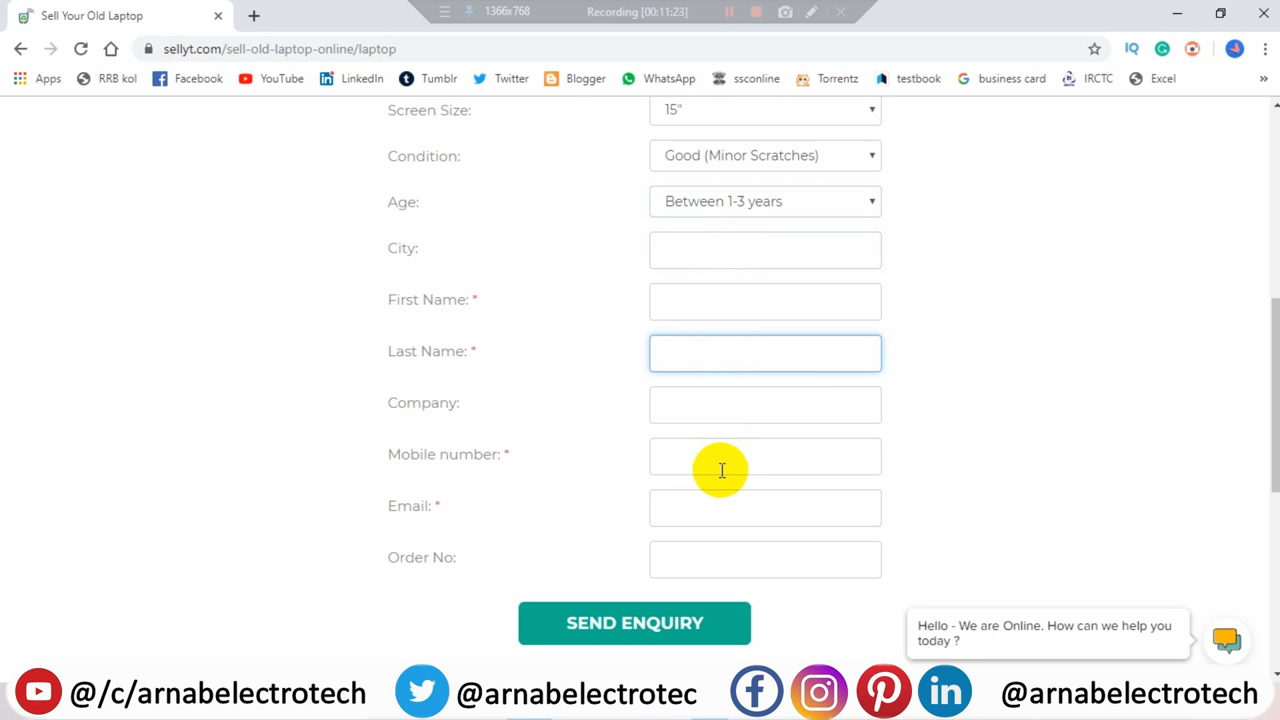 Sell Your Old Laptop
1366x768
Recording [00:11:23]
sellyt.com/sell-old-laptop-online/laptop
Apps
RRB kol
Facebook
YouTube
LinkedIn
Tumblr
Twitter
Blogger
WhatsApp
ssconline
Torrentz
testbook
business card
IRCTC
Excel
»
Screen Size:
15"
Condition:
Good (Minor Scratches)
Age:
Between 1-3 years
City:
First Name: *
Last Name: *
Company:
Mobile number: *
Email: *
Order No:
SEND ENQUIRY
Hello - We are Online. How can we help you
today ?
@/c/arnabelectrotech
@arnabelectrotec
@arnabelectrotech